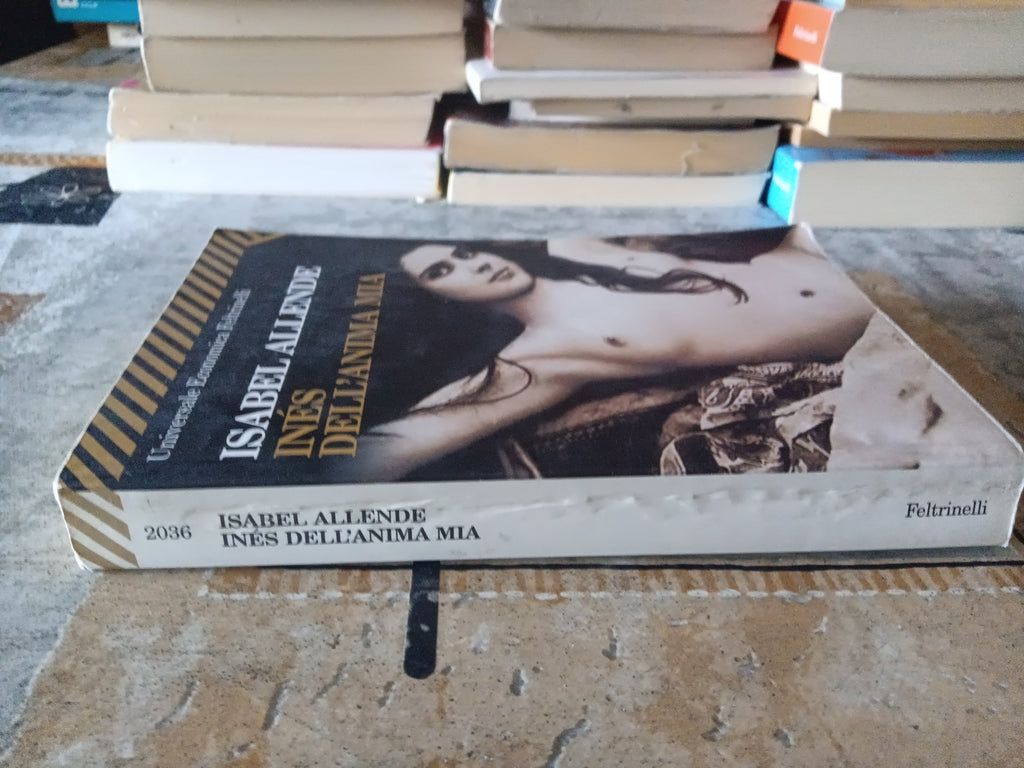 Universale Economica Feltrinelli
ISABEL ALLENDE
INÉS
DELL'ANIMA MIA
2036
ISABEL ALLENDE
INÉS DELL'ANIMA MIA
Feltrinelli